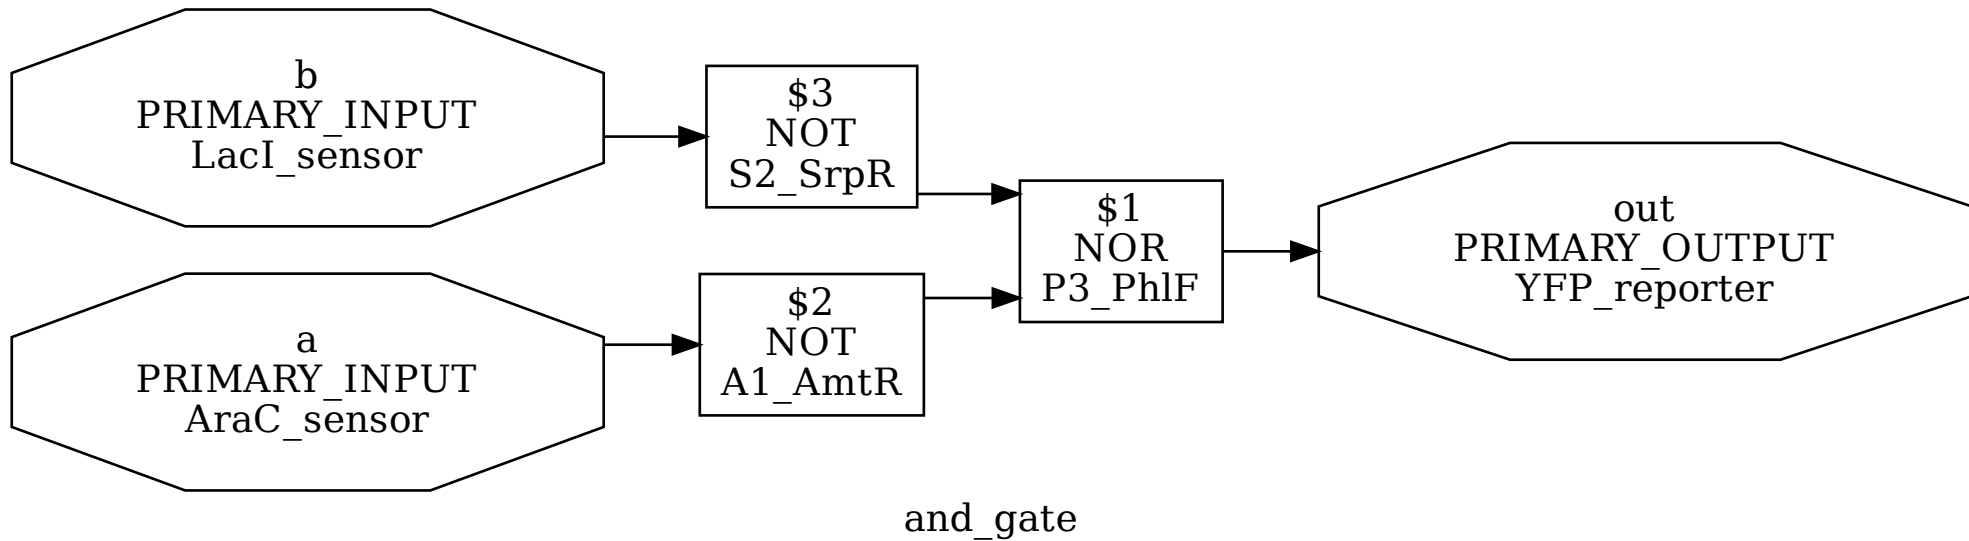 b
PRIMARY_INPUT
LacI_sensor
$3
NOT
S2_SrpR
a
PRIMARY_INPUT
AraC_sensor
$2
NOT
A1_AmtR
$1
NOR
P3_PhlF
out
PRIMARY_OUTPUT
YFP_reporter
and_gate